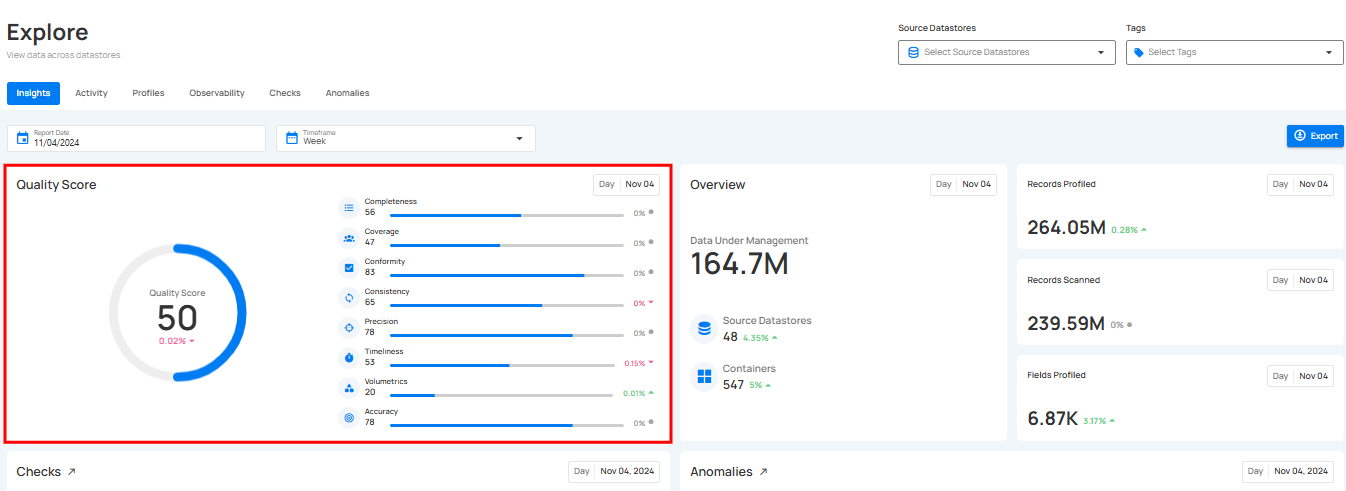 Explore
View data across datastores
Source Datastores
Select Source Datastores
Tags
Select Tags
Insights Activity Profiles Observability Checks Anomalies
Report Date
11/04/2024
Timeframe
Week
Export
Quality Score
Day Nov 04
Quality Score
50
0.02%
Completeness
56 0%
Coverage
47 0%
Conformity
83 0%
Consistency
65 0%
Precision
78 0%
Timeliness
53 0.15%
Volumetrics
20 0.01%
Accuracy
78 0%
Overview
Day Nov 04
Data Under Management
164.7M
Source Datastores
48 4.35%
Containers
547 5%
Records Profiled
Day Nov 04
264.05M 0.28%
Records Scanned
Day Nov 04
239.59M 0%
Fields Profiled
Day Nov 04
6.87K 3.17%
Checks
Day Nov 04, 2024
Anomalies
Day Nov 04, 2024